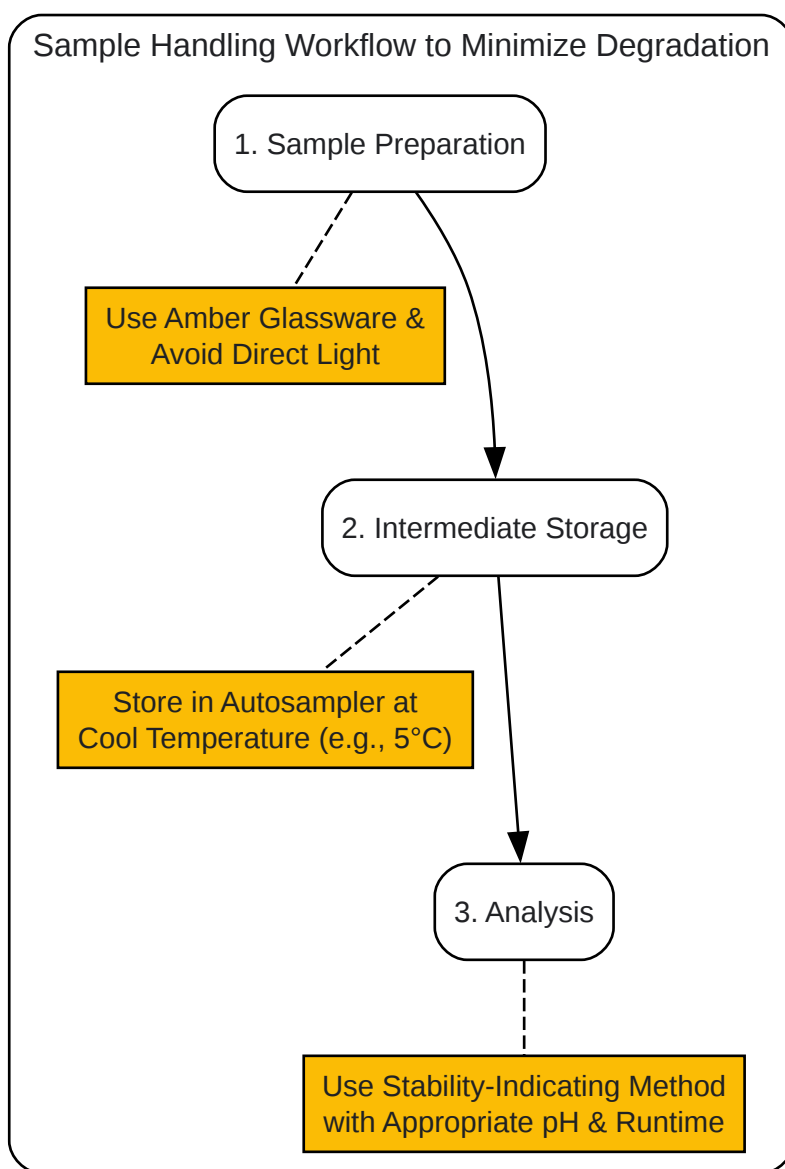 Sample Handling Workflow to Minimize Degradation
1. Sample Preparation
Use Amber Glassware &
Avoid Direct Light
2. Intermediate Storage
Store in Autosampler at
Cool Temperature (e.g., 5°C)
3. Analysis
Use Stability-Indicating Method
with Appropriate pH & Runtime